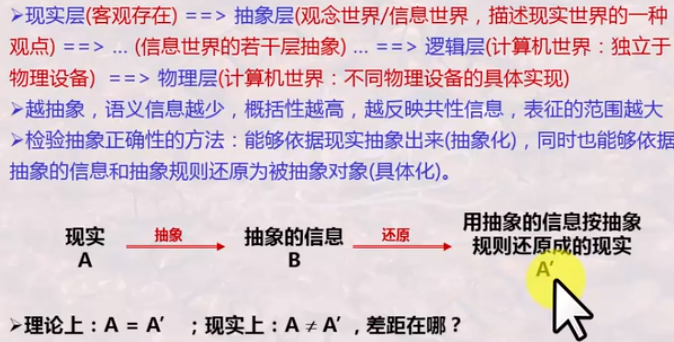 ➢现实层(客观存在) ==> 抽象层(观念世界/信息世界，描述现实世界的一种
观点) ==> ... (信息世界的若干层抽象) ... ==> 逻辑层(计算机世界：独立于
物理设备) ==> 物理层(计算机世界：不同物理设备的具体实现)
➢越抽象，语义信息越少，概括性越高，越反映共性信息，表征的范围越大
➢检验抽象正确性的方法：能够依据现实抽象出来(抽象化)，同时也能够依据
抽象的信息和抽象规则还原为被抽象对象(具体化)。
现实
A
抽象
抽象的信息
B
还原
用抽象的信息按抽象
规则还原成的现实
A′
➢理论上：A = A′ ；现实上：A ≠ A′，差距在哪？